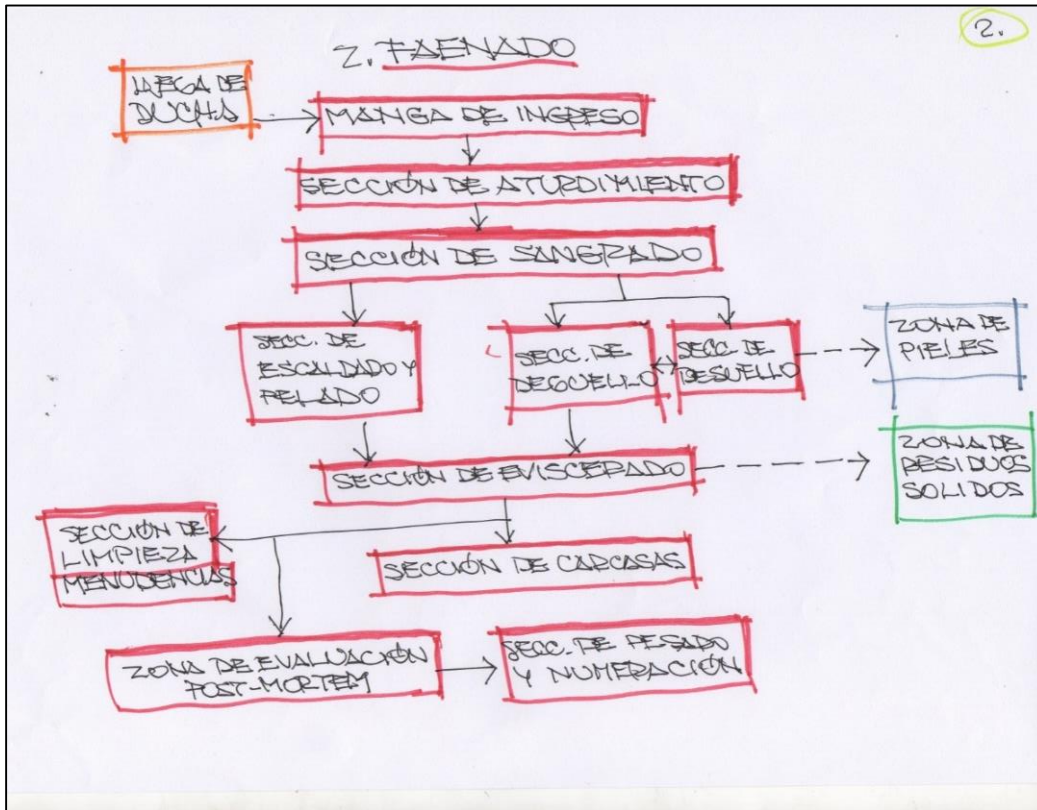 2.
2. FAENADO
LLEGA DE
DUCHA
MANGA DE INGRESO
SECCIÓN DE ATURDIMIENTO
SECCIÓN DE SANGRADO
SECC. DE
ESCALDADO Y
PELADO
SECC. DE
DEGUELLO
SECC. DE
DESUELLO
ZONA DE
PIELES
SECCIÓN DE EVISCERADO
ZONA DE
RESIDUOS
SOLIDOS
SECCIÓN DE
LIMPIEZA
MENUDENCIAS
SECCIÓN DE CARCASAS
ZONA DE EVALUACIÓN
POST-MORTEM
SECC. DE PESADO
Y NUMERACIÓN